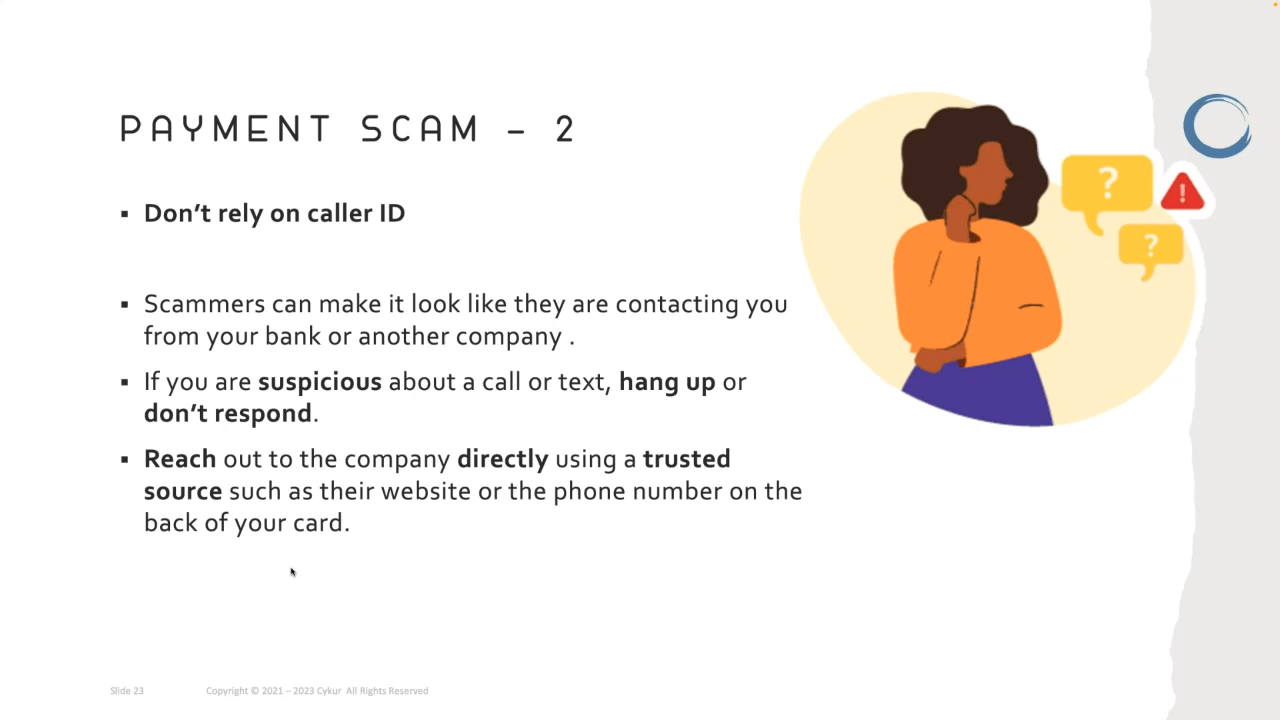 PAYMENT SCAM – 2
▪ Don’t rely on caller ID
▪ Scammers can make it look like they are contacting you
from your bank or another company .
▪ If you are suspicious about a call or text, hang up or
don’t respond.
▪ Reach out to the company directly using a trusted
source such as their website or the phone number on the
back of your card.
?
!
?
Slide 23
Copyright © 2021 – 2023 Cykur All Rights Reserved